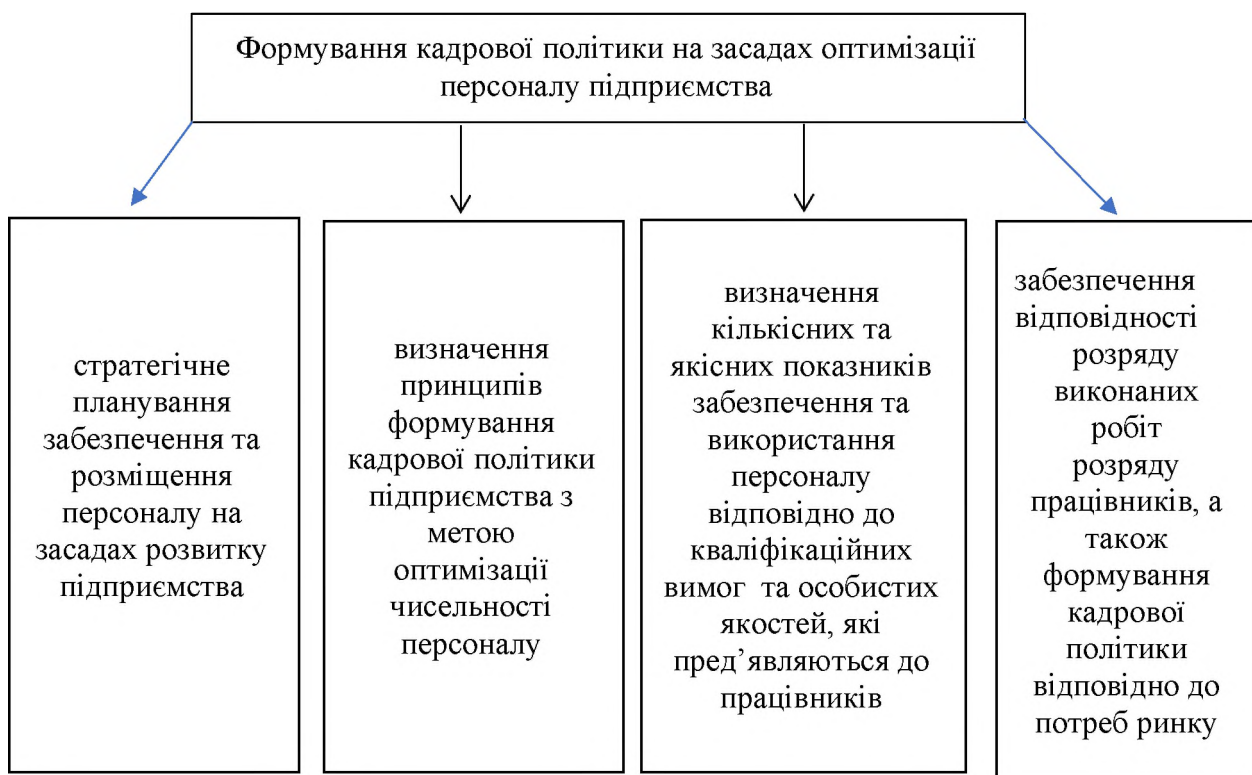 Формування кадрової політики на засадах оптимізації
персоналу підприємства
стратегічне
планування
забезпечення та
розміщення
персоналу на
засадах розвитку
підприємства
визначення
принципів
формування
кадрової політики
підприємства з
метою
оптимізації
чисельності
персоналу
визначення
кількісних та
якісних показників
забезпечення та
використання
персоналу
відповідно до
кваліфікаційних
вимог та особистих
якостей, які
пред’являються до
працівників
забезпечення
відповідності
розряду
виконаних
робіт
розряду
працівників, а
також
формування
кадрової
політики
відповідно до
потреб ринку